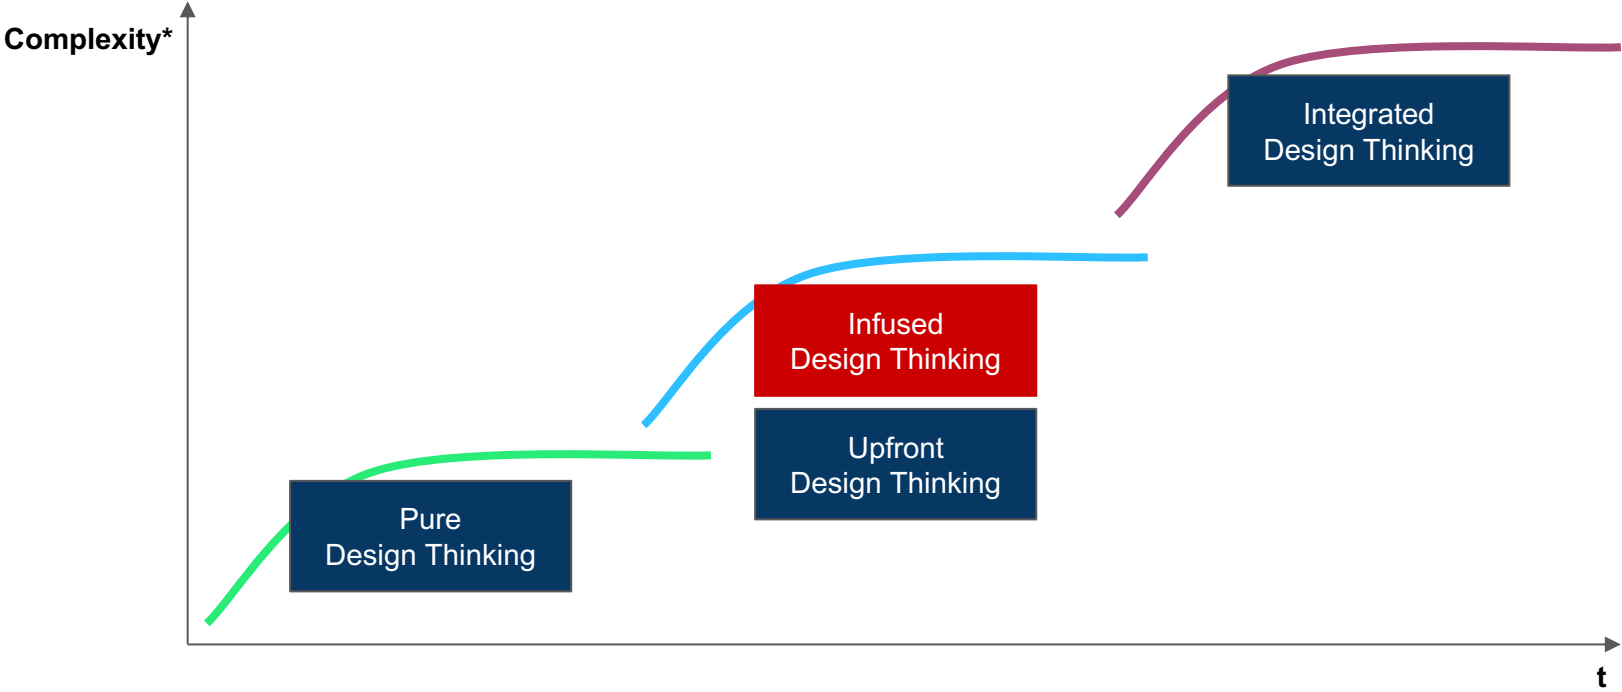 Complexity*
Integrated
Design Thinking
Infused
Design Thinking
Upfront
Design Thinking
Pure
Design Thinking
t